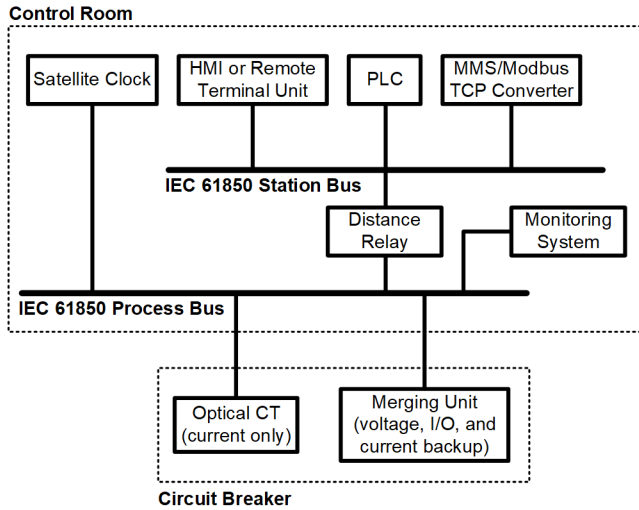 Control Room
Satellite Clock
HMI or Remote
Terminal Unit
PLC
MMS/Modbus
TCP Converter
IEC 61850 Station Bus
Distance
Relay
Monitoring
System
IEC 61850 Process Bus
Optical CT
(current only)
Merging Unit
(voltage, I/O, and
current backup)
Circuit Breaker